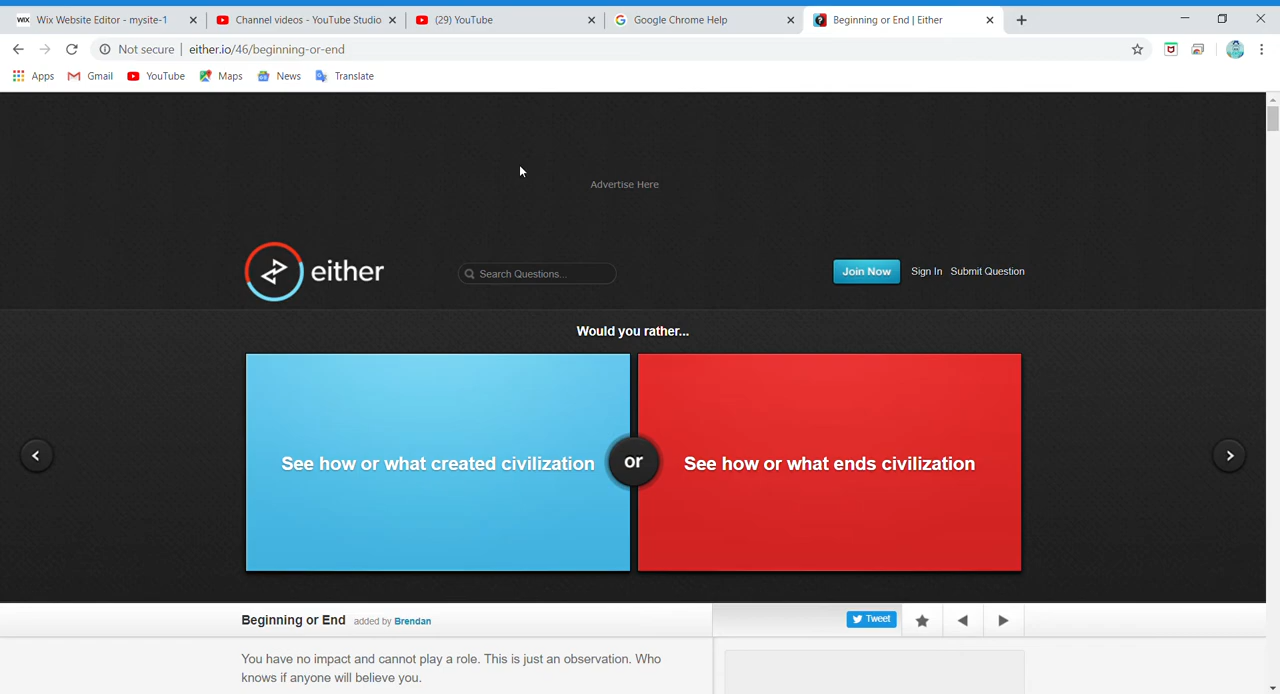 WIX Wix Website Editor - mysite-1
Channel videos - YouTube Studio
(29) YouTube
Google Chrome Help
Beginning or End | Either
Not secure | either.io/46/beginning-or-end
Apps Gmail YouTube Maps News Translate
Advertise Here
either
Search Questions...
Join Now Sign In Submit Question
Would you rather...
See how or what created civilization
or
See how or what ends civilization
Beginning or End added by Brendan
Tweet
You have no impact and cannot play a role. This is just an observation. Who
knows if anyone will believe you.